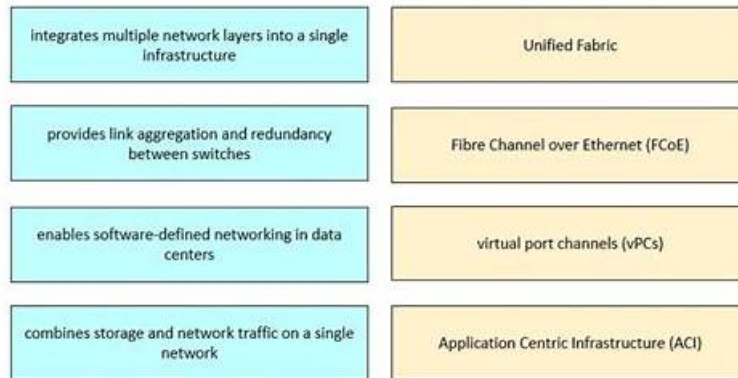 integrates multiple network layers into a single
infrastructure
Unified Fabric
provides link aggregation and redundancy
between switches
Fibre Channel over Ethernet (FCoE)
enables software-defined networking in data
centers
virtual port channels (vPCs)
combines storage and network traffic on a single
network
Application Centric Infrastructure (ACI)